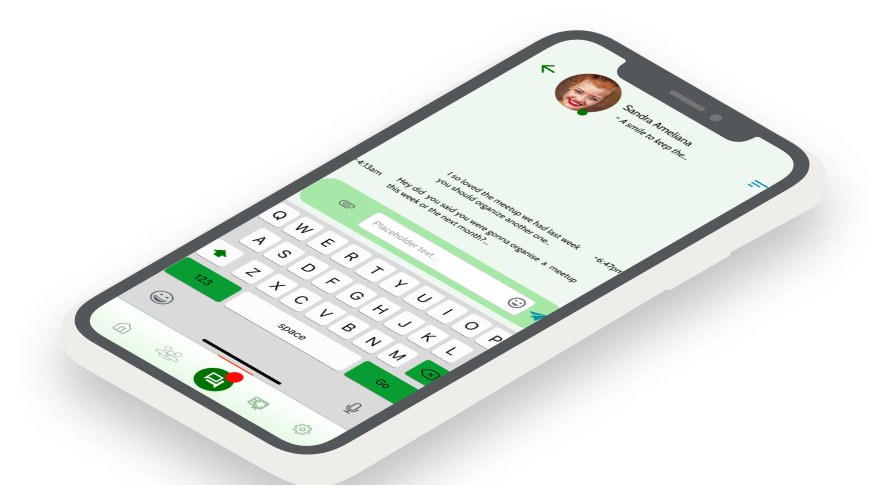 Sandra Ameliana
- A smile to keep the..
I so loved the meetup we had last week
you should organize another one..
~6:47pm
~4:13am
Hey did you said you were gonna organise a meetup
this week or the next month?..
Placeholder text...
Q W E R T Y U I O P
A S D F G H J K L
Z X C V B N M
123
space
Go